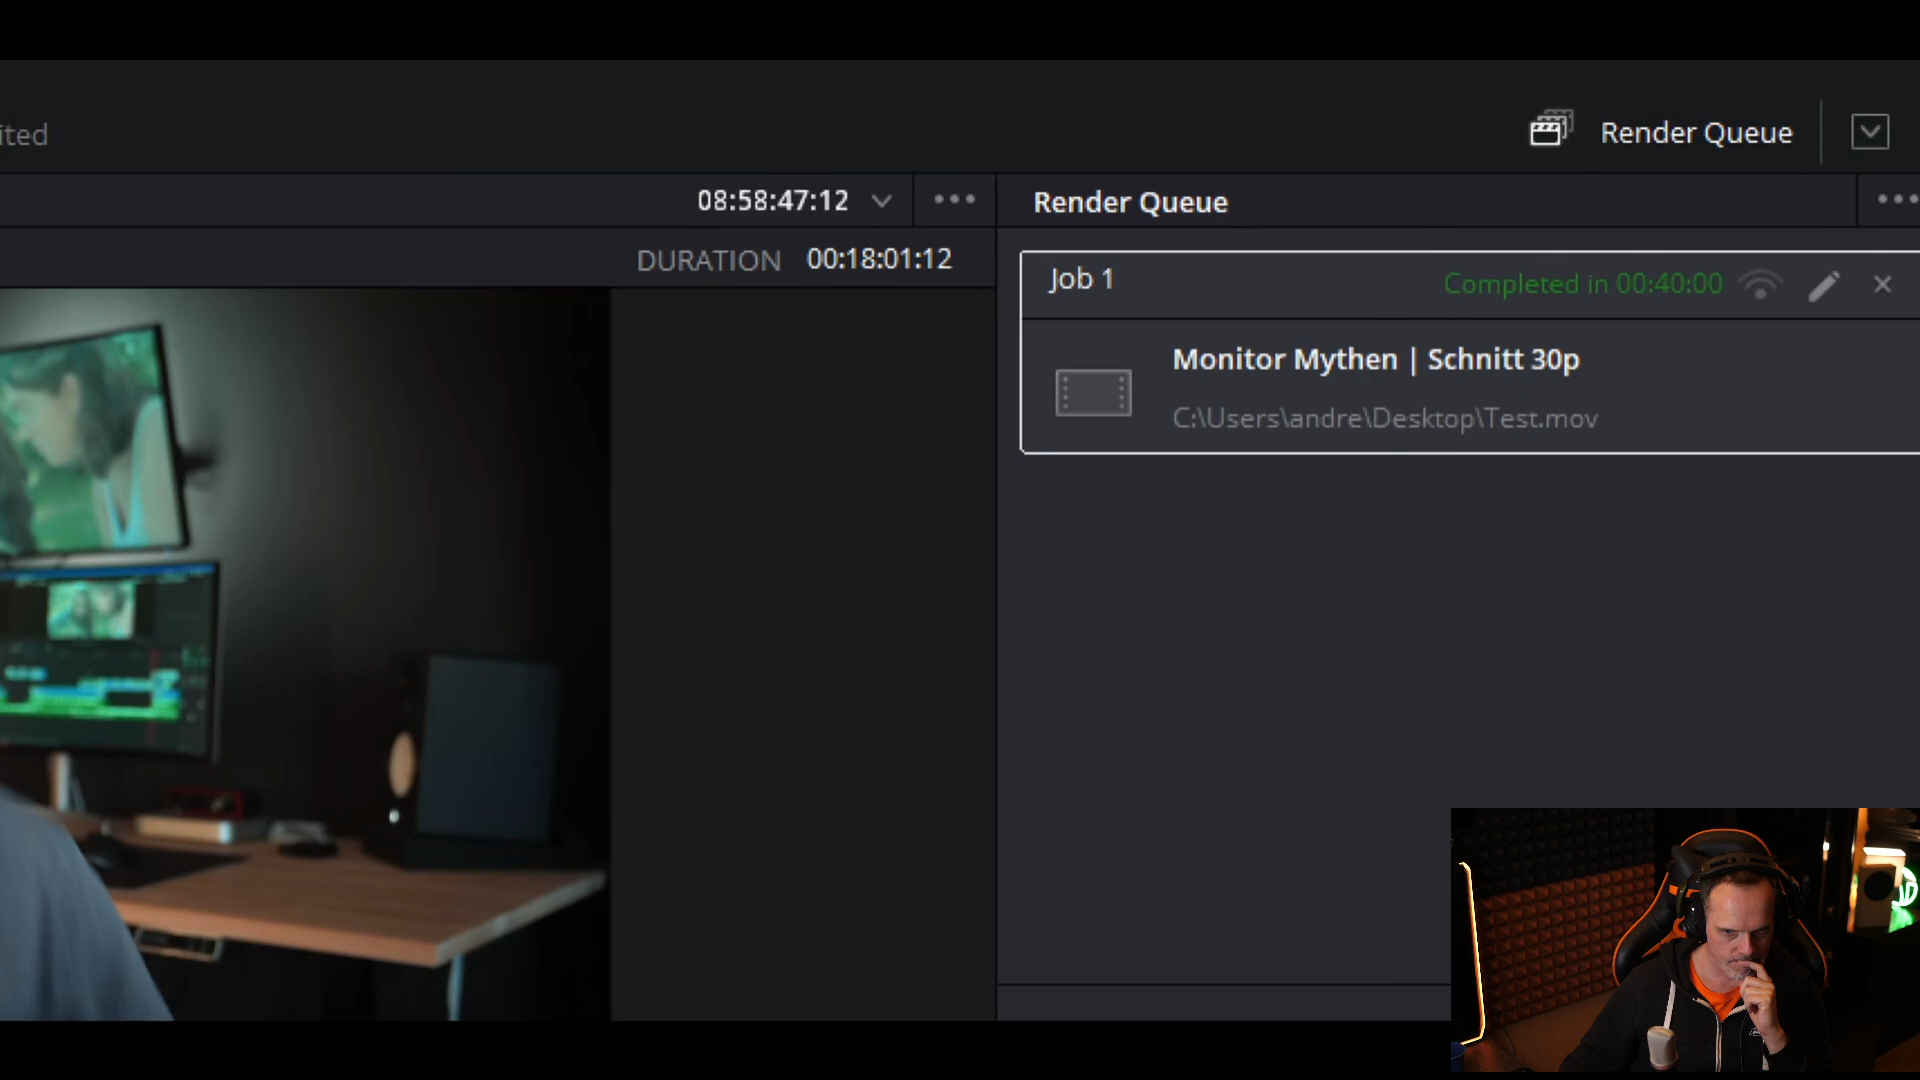 ited
Render Queue
08:58:47:12
Render Queue
DURATION 00:18:01:12
Job 1
Completed in 00:40:00
Monitor Mythen | Schnitt 30p
C:\Users\andre\Desktop\Test.mov